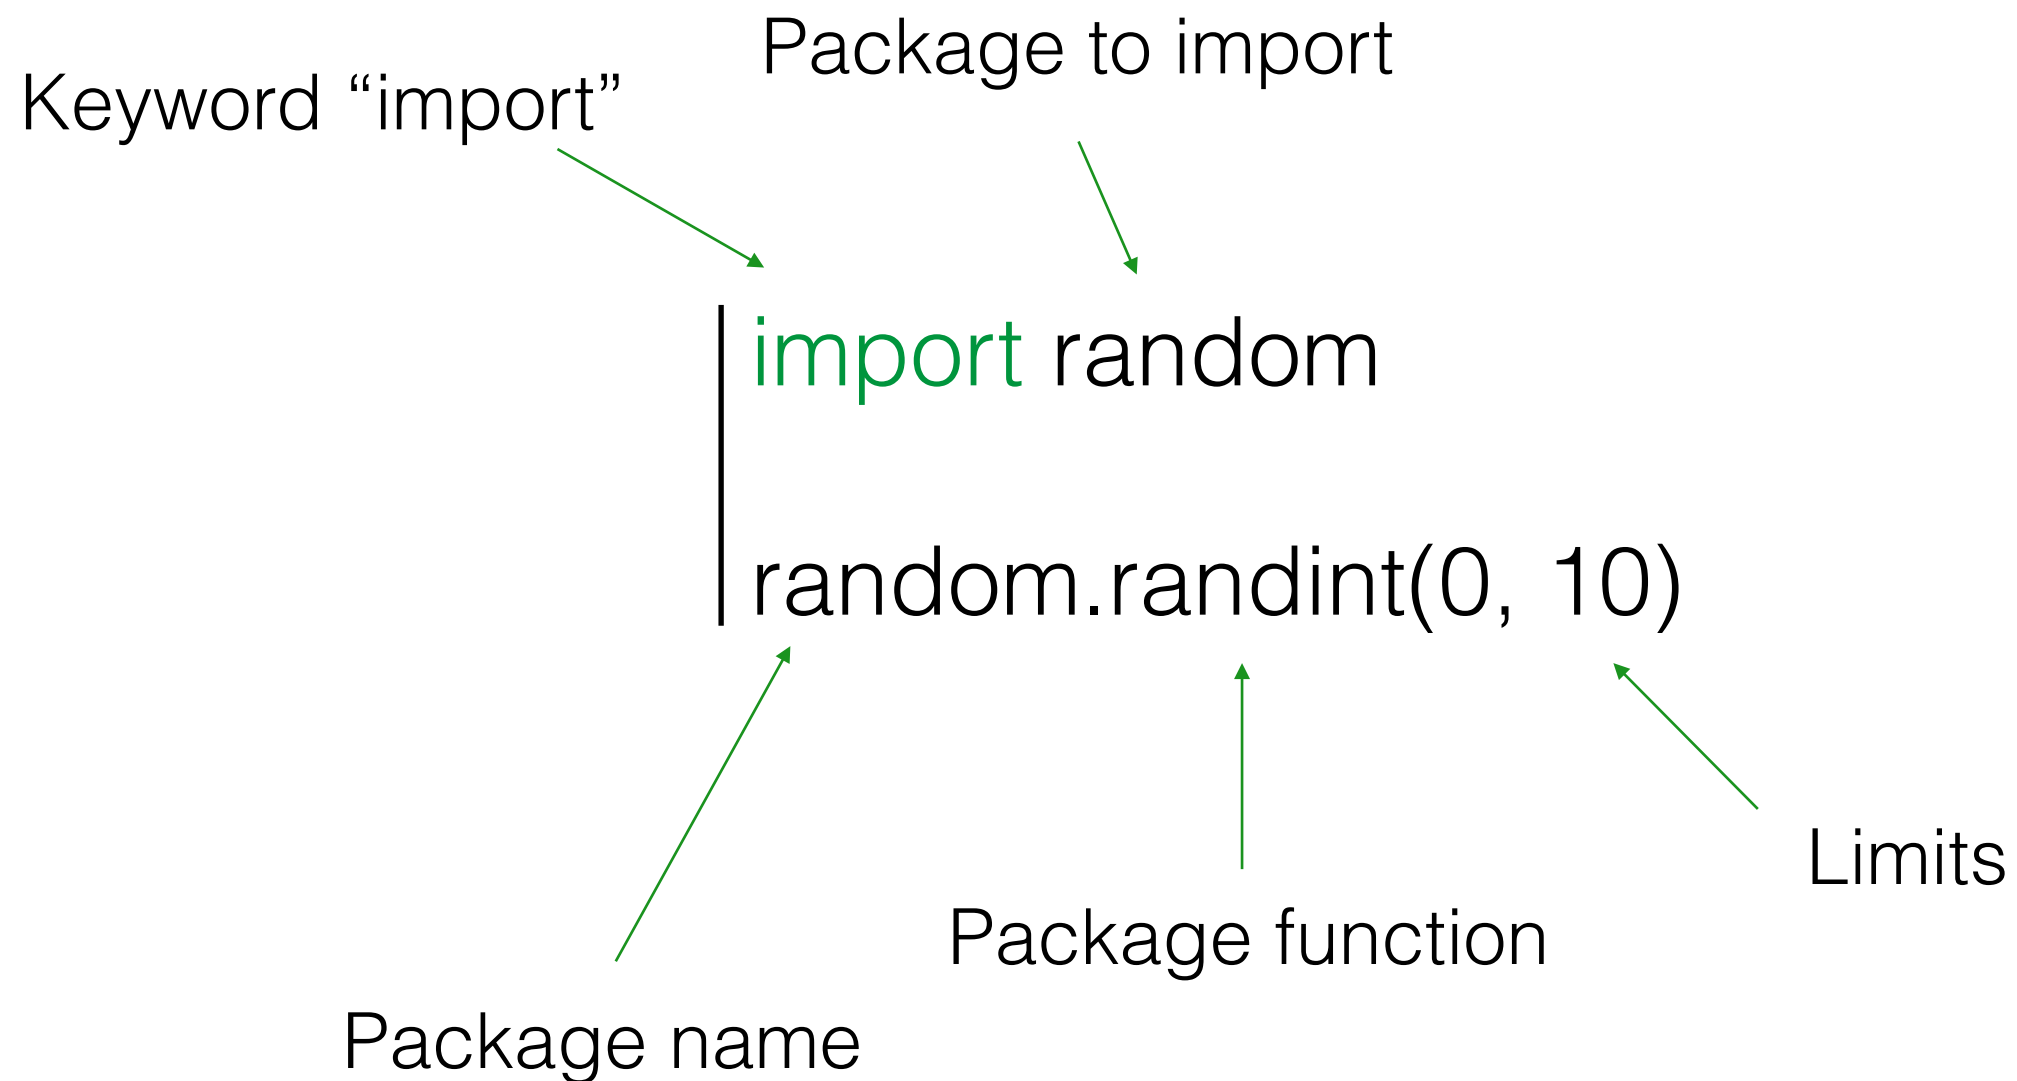 Package to import
Keyword “import”
import random
random.randint(0, 10)
Limits
Package function
Package name